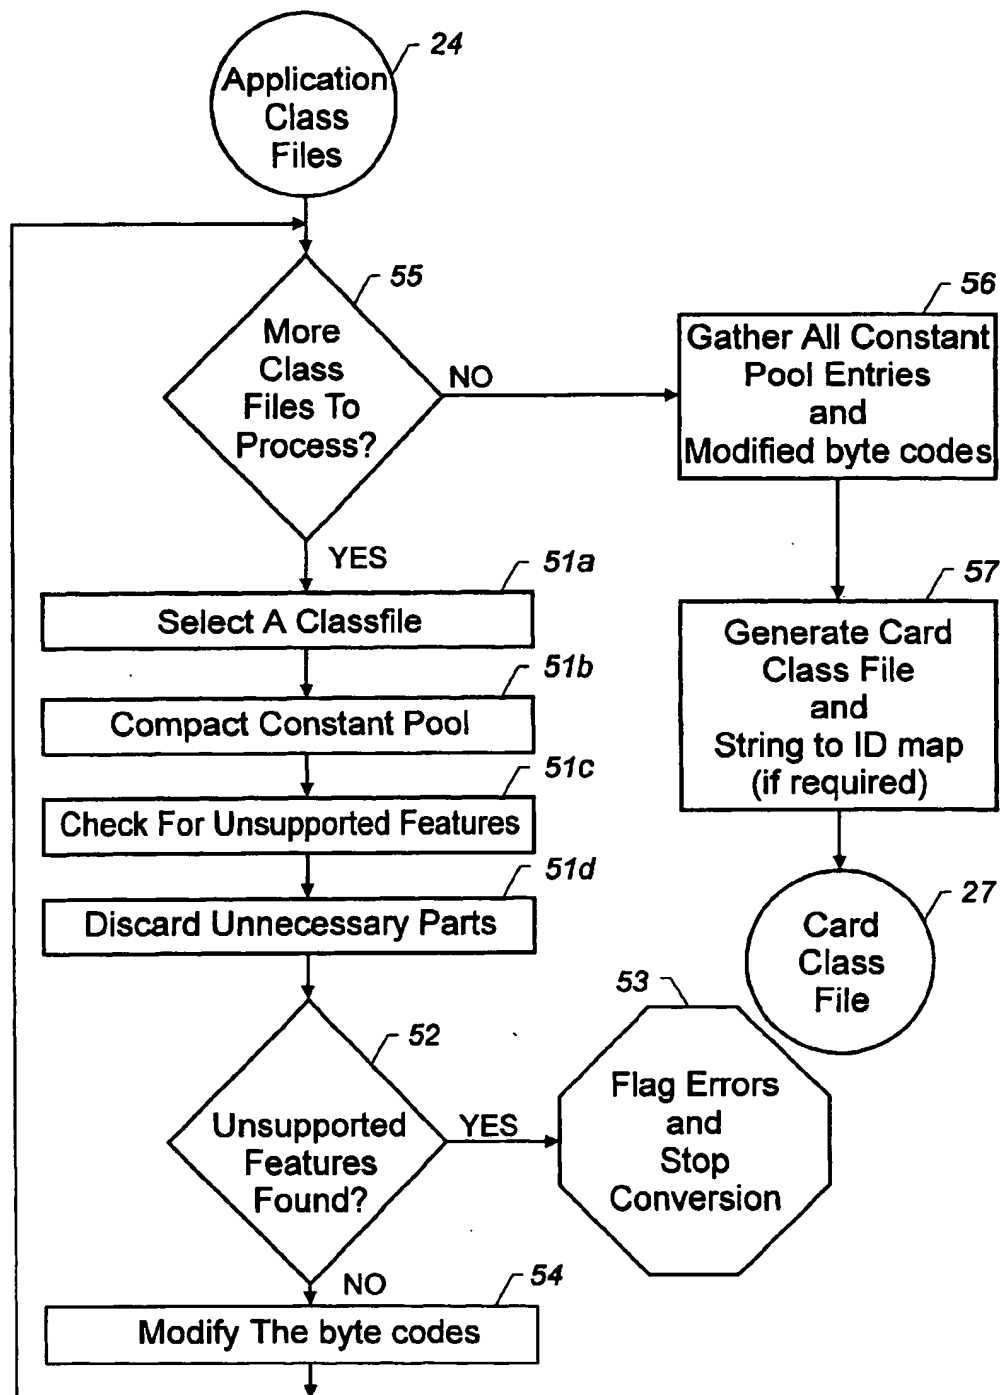 24
Application
Class
Files
55
More
Class
Files To
Process?
NO
56
Gather All Constant
Pool Entries
and
Modified byte codes
YES
51a
Select A Classfile
51b
Compact Constant Pool
51c
Check For Unsupported Features
51d
Discard Unnecessary Parts
57
Generate Card
Class File
and
String to ID map
(if required)
27
Card
Class
File
52
Unsupported
Features
Found?
YES
53
Flag Errors
and
Stop
Conversion
NO
54
Modify The byte codes